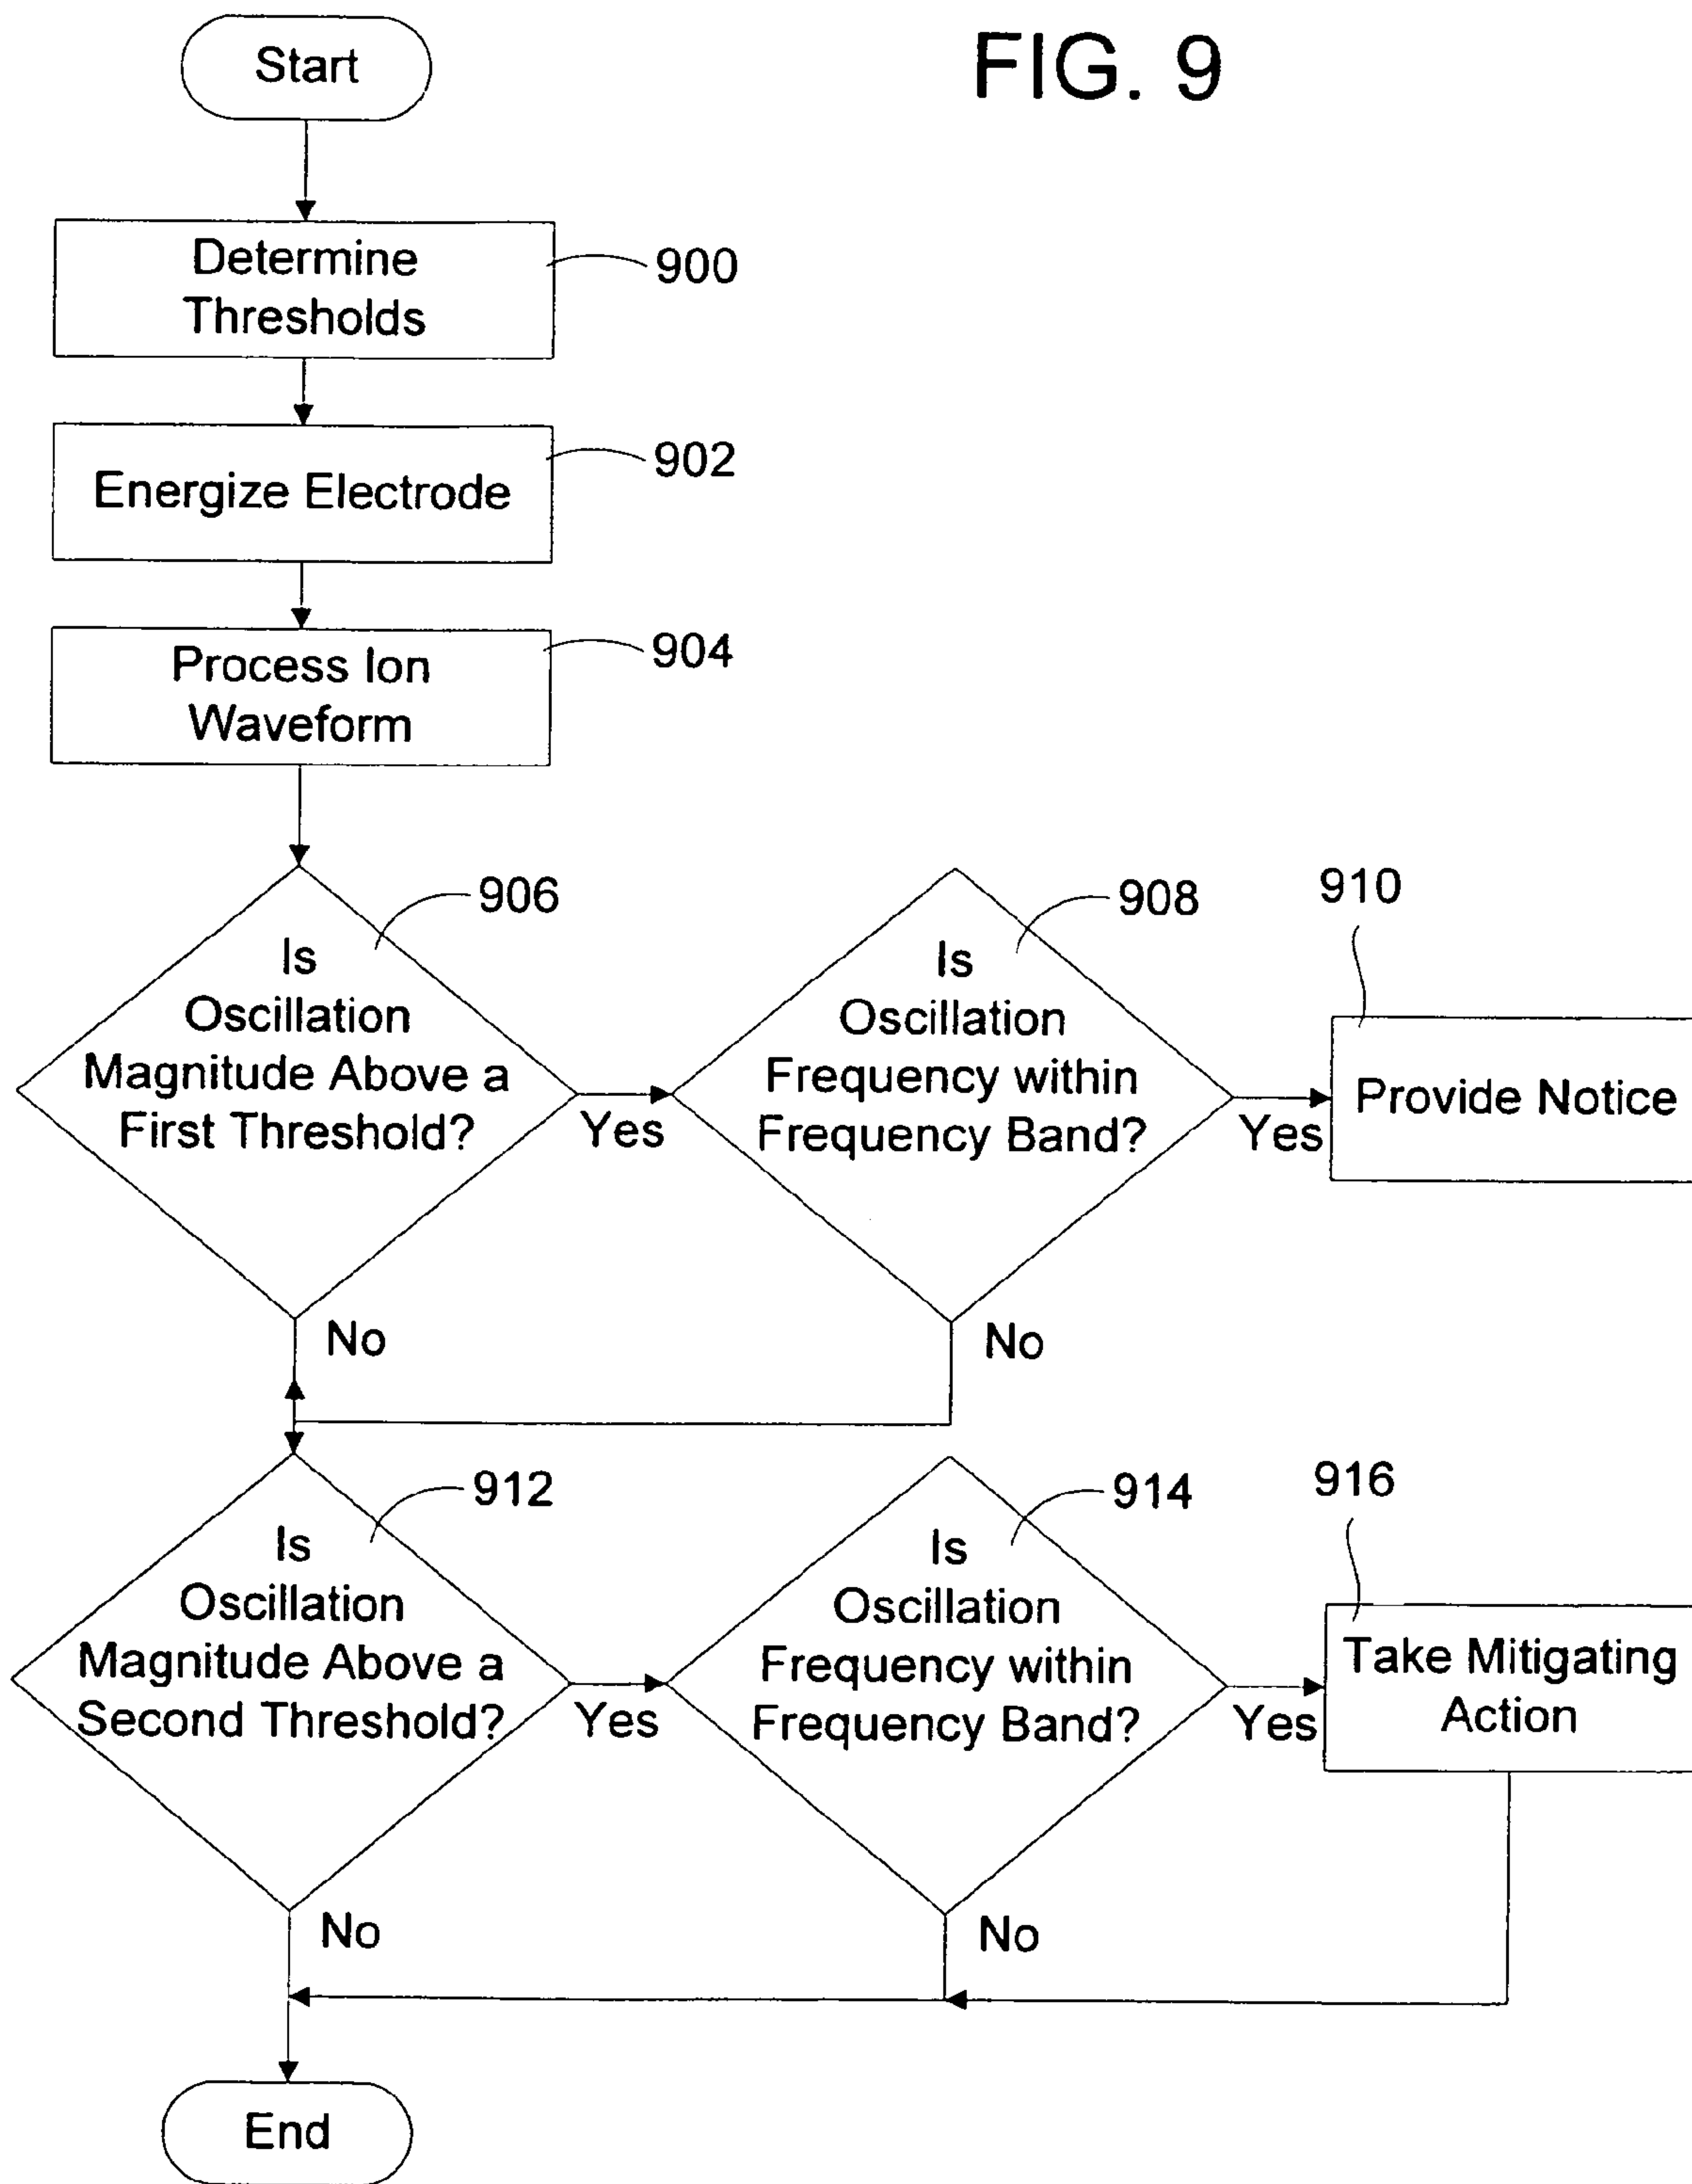 FIG. 9
Start
Determine
Thresholds
900
Energize Electrode
902
Process Ion
Waveform
904
906
Is
Oscillation
Magnitude Above a
First Threshold?
Yes
No
908
Is
Oscillation
Frequency within
Frequency Band?
Yes
No
910
Provide Notice
912
Is
Oscillation
Magnitude Above a
Second Threshold?
Yes
No
914
Is
Oscillation
Frequency within
Frequency Band?
Yes
No
916
Take Mitigating
Action
End